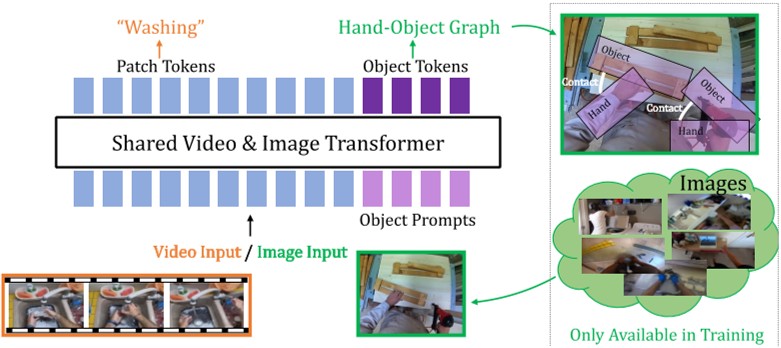 “Washing”
Hand-Object Graph
Patch Tokens
Object Tokens
Shared Video & Image Transformer
Object Prompts
Video Input / Image Input
Object
Contact
Hand
Object
Contact
Hand
Images
Only Available in Training